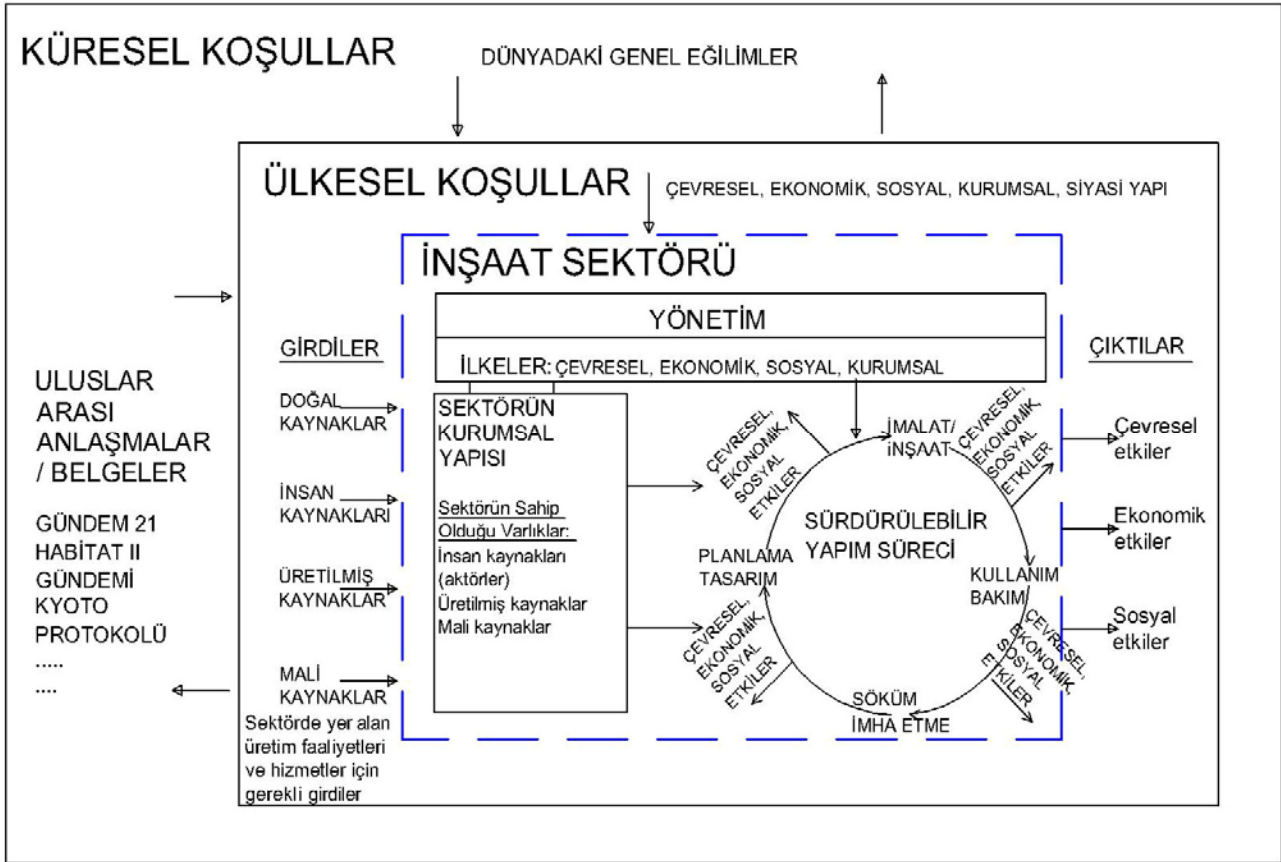 KÜRESEL KOŞULLAR
DÜNYADAKİ GENEL EĞİLİMLER
ÜLKESEL KOŞULLAR
ÇEVRESEL, EKONOMİK, SOSYAL, KURUMSAL, SİYASİ YAPI
İNŞAAT SEKTÖRÜ
YÖNETİM
İLKELER: ÇEVRESEL, EKONOMİK, SOSYAL, KURUMSAL
ULUSLAR
ARASI
ANLAŞMALAR
/ BELGELER
GÜNDEM 21
HABİTAT II
GÜNDEMİ
KYOTO
PROTOKOLÜ
.....
....
GİRDİLER
DOĞAL
KAYNAKLAR
İNSAN
KAYNAKLARI
ÜRETİLMİŞ
KAYNAKLAR
MALİ
KAYNAKLAR
Sektörde yer alan
üretim faaliyetleri
ve hizmetler için
gerekli girdiler
SEKTÖRÜN
KURUMSAL
YAPISI
Sektörün Sahip
Olduğu Varlıklar:
İnsan kaynakları
(aktörler)
Üretilmiş kaynaklar
Mali kaynaklar
ÇEVRESEL,
EKONOMİK,
SOSYAL
ETKİLER
İMALAT/
İNŞAAT
ÇEVRESEL,
EKONOMİK,
SOSYAL
ETKİLER
SÜRDÜRÜLEBİLİR
YAPIM SÜRECİ
PLANLAMA
TASARIM
KULLANIM
BAKIM
ÇEVRESEL,
EKONOMİK,
SOSYAL
ETKİLER
ÇEVRESEL,
EKONOMİK,
SOSYAL
ETKİLER
SÖKÜM
İMHA ETME
ÇIKTILAR
Çevresel
etkiler
Ekonomik
etkiler
Sosyal
etkiler